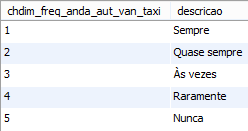 chdim_freq_anda_aut_van_taxi descricao
1 Sempre
2 Quase sempre
3 Às vezes
4 Raramente
5 Nunca